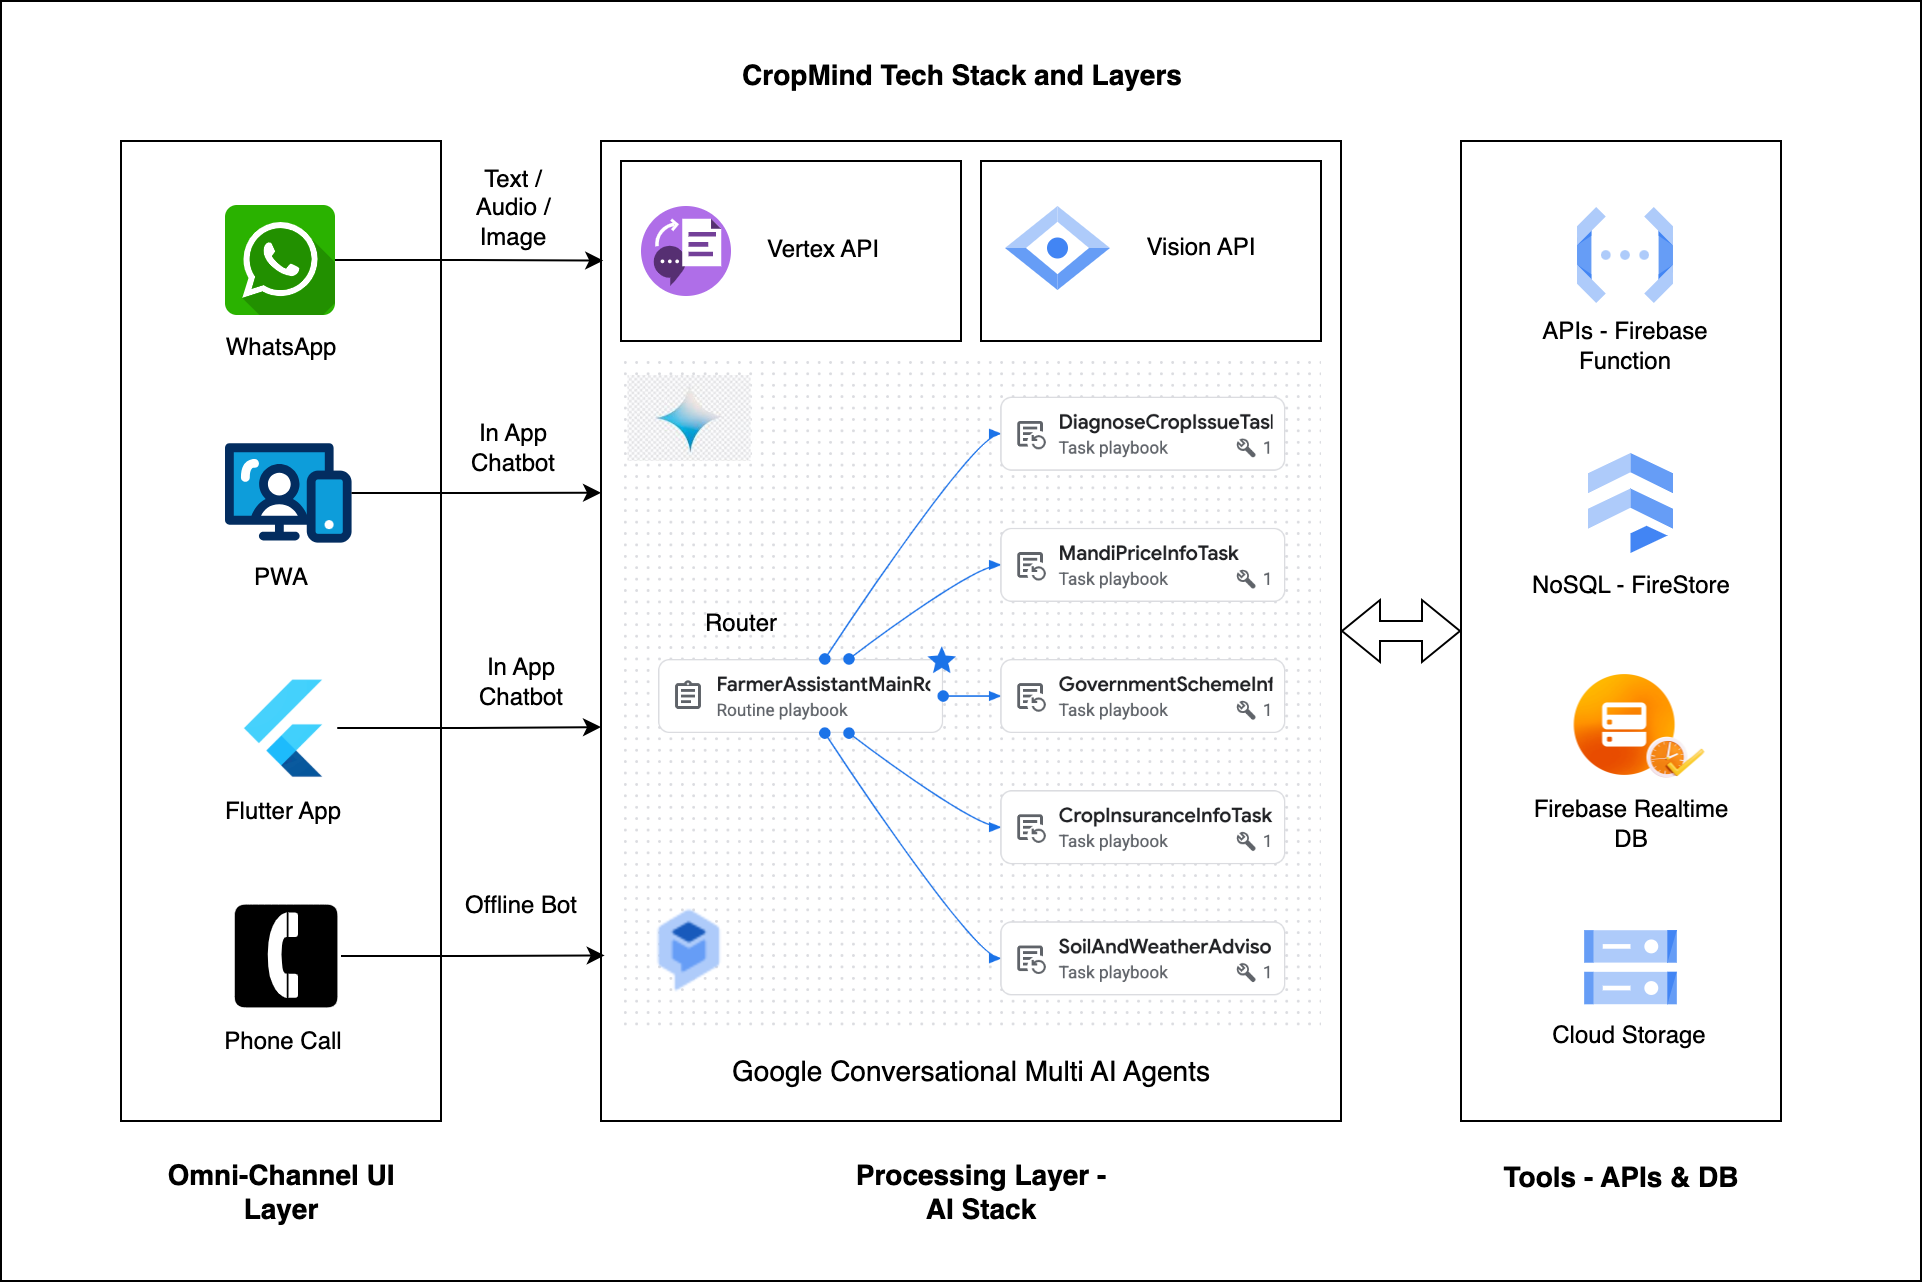 CropMind Tech Stack and Layers
WhatsApp
PWA
Flutter App
Phone Call
Omni-Channel UI
Layer
Text /
Audio /
Image
In App
Chatbot
In App
Chatbot
Offline Bot
Vertex API
Vision API
Router
FarmerAssistantMainRo
Routine playbook
DiagnoseCropIssueTask
Task playbook
1
MandiPriceInfoTask
Task playbook
1
GovernmentSchemeInf
Task playbook
1
CropInsuranceInfoTask
Task playbook
1
SoilAndWeatherAdviso
Task playbook
1
Google Conversational Multi AI Agents
Processing Layer -
AI Stack
APIs - Firebase
Function
NoSQL - FireStore
Firebase Realtime
DB
Cloud Storage
Tools - APIs & DB